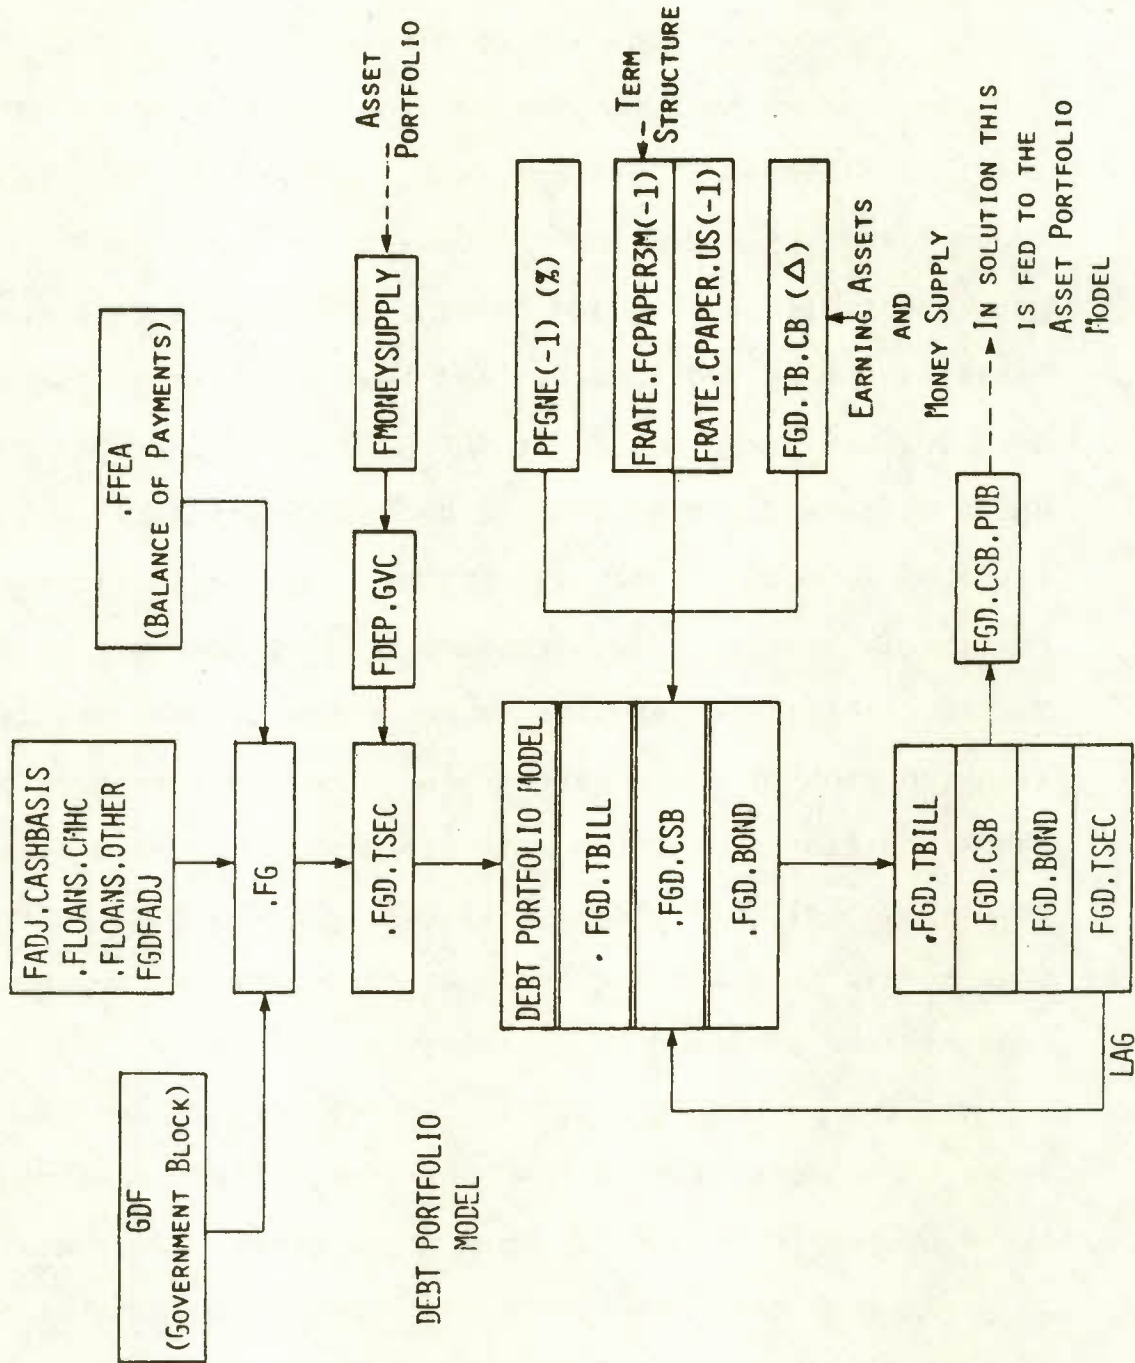 GDF
(GOVERNMENT BLOCK)
FADJ.CASHBASIS
.FLOANS.CMHC
.FLOANS.OTHER
FGDFADJ
.FFEA
(BALANCE OF PAYMENTS)
.FG
DEBT PORTFOLIO
MODEL
.FGD.TSEC
FDEP.GVC
FMONEYSUPPLY
ASSET
PORTFOLIO
DEBT PORTFOLIO MODEL
.FGD.TBILL
.FGD.CSB
.FGD.BOND
PFGNE(-1) (%)
FRATE.FCPAPER3M(-1)
FRATE.CPAPER.US(-1)
TERM
STRUCTURE
FGD.TB.CB (Δ)
EARNING ASSETS
AND
MONEY SUPPLY
.FGD.TBILL
FGD.CSB
FGD.BOND
FGD.TSEC
LAG
FGD.CSB.PUB
IN SOLUTION THIS
IS FED TO THE
ASSET PORTFOLIO
MODEL